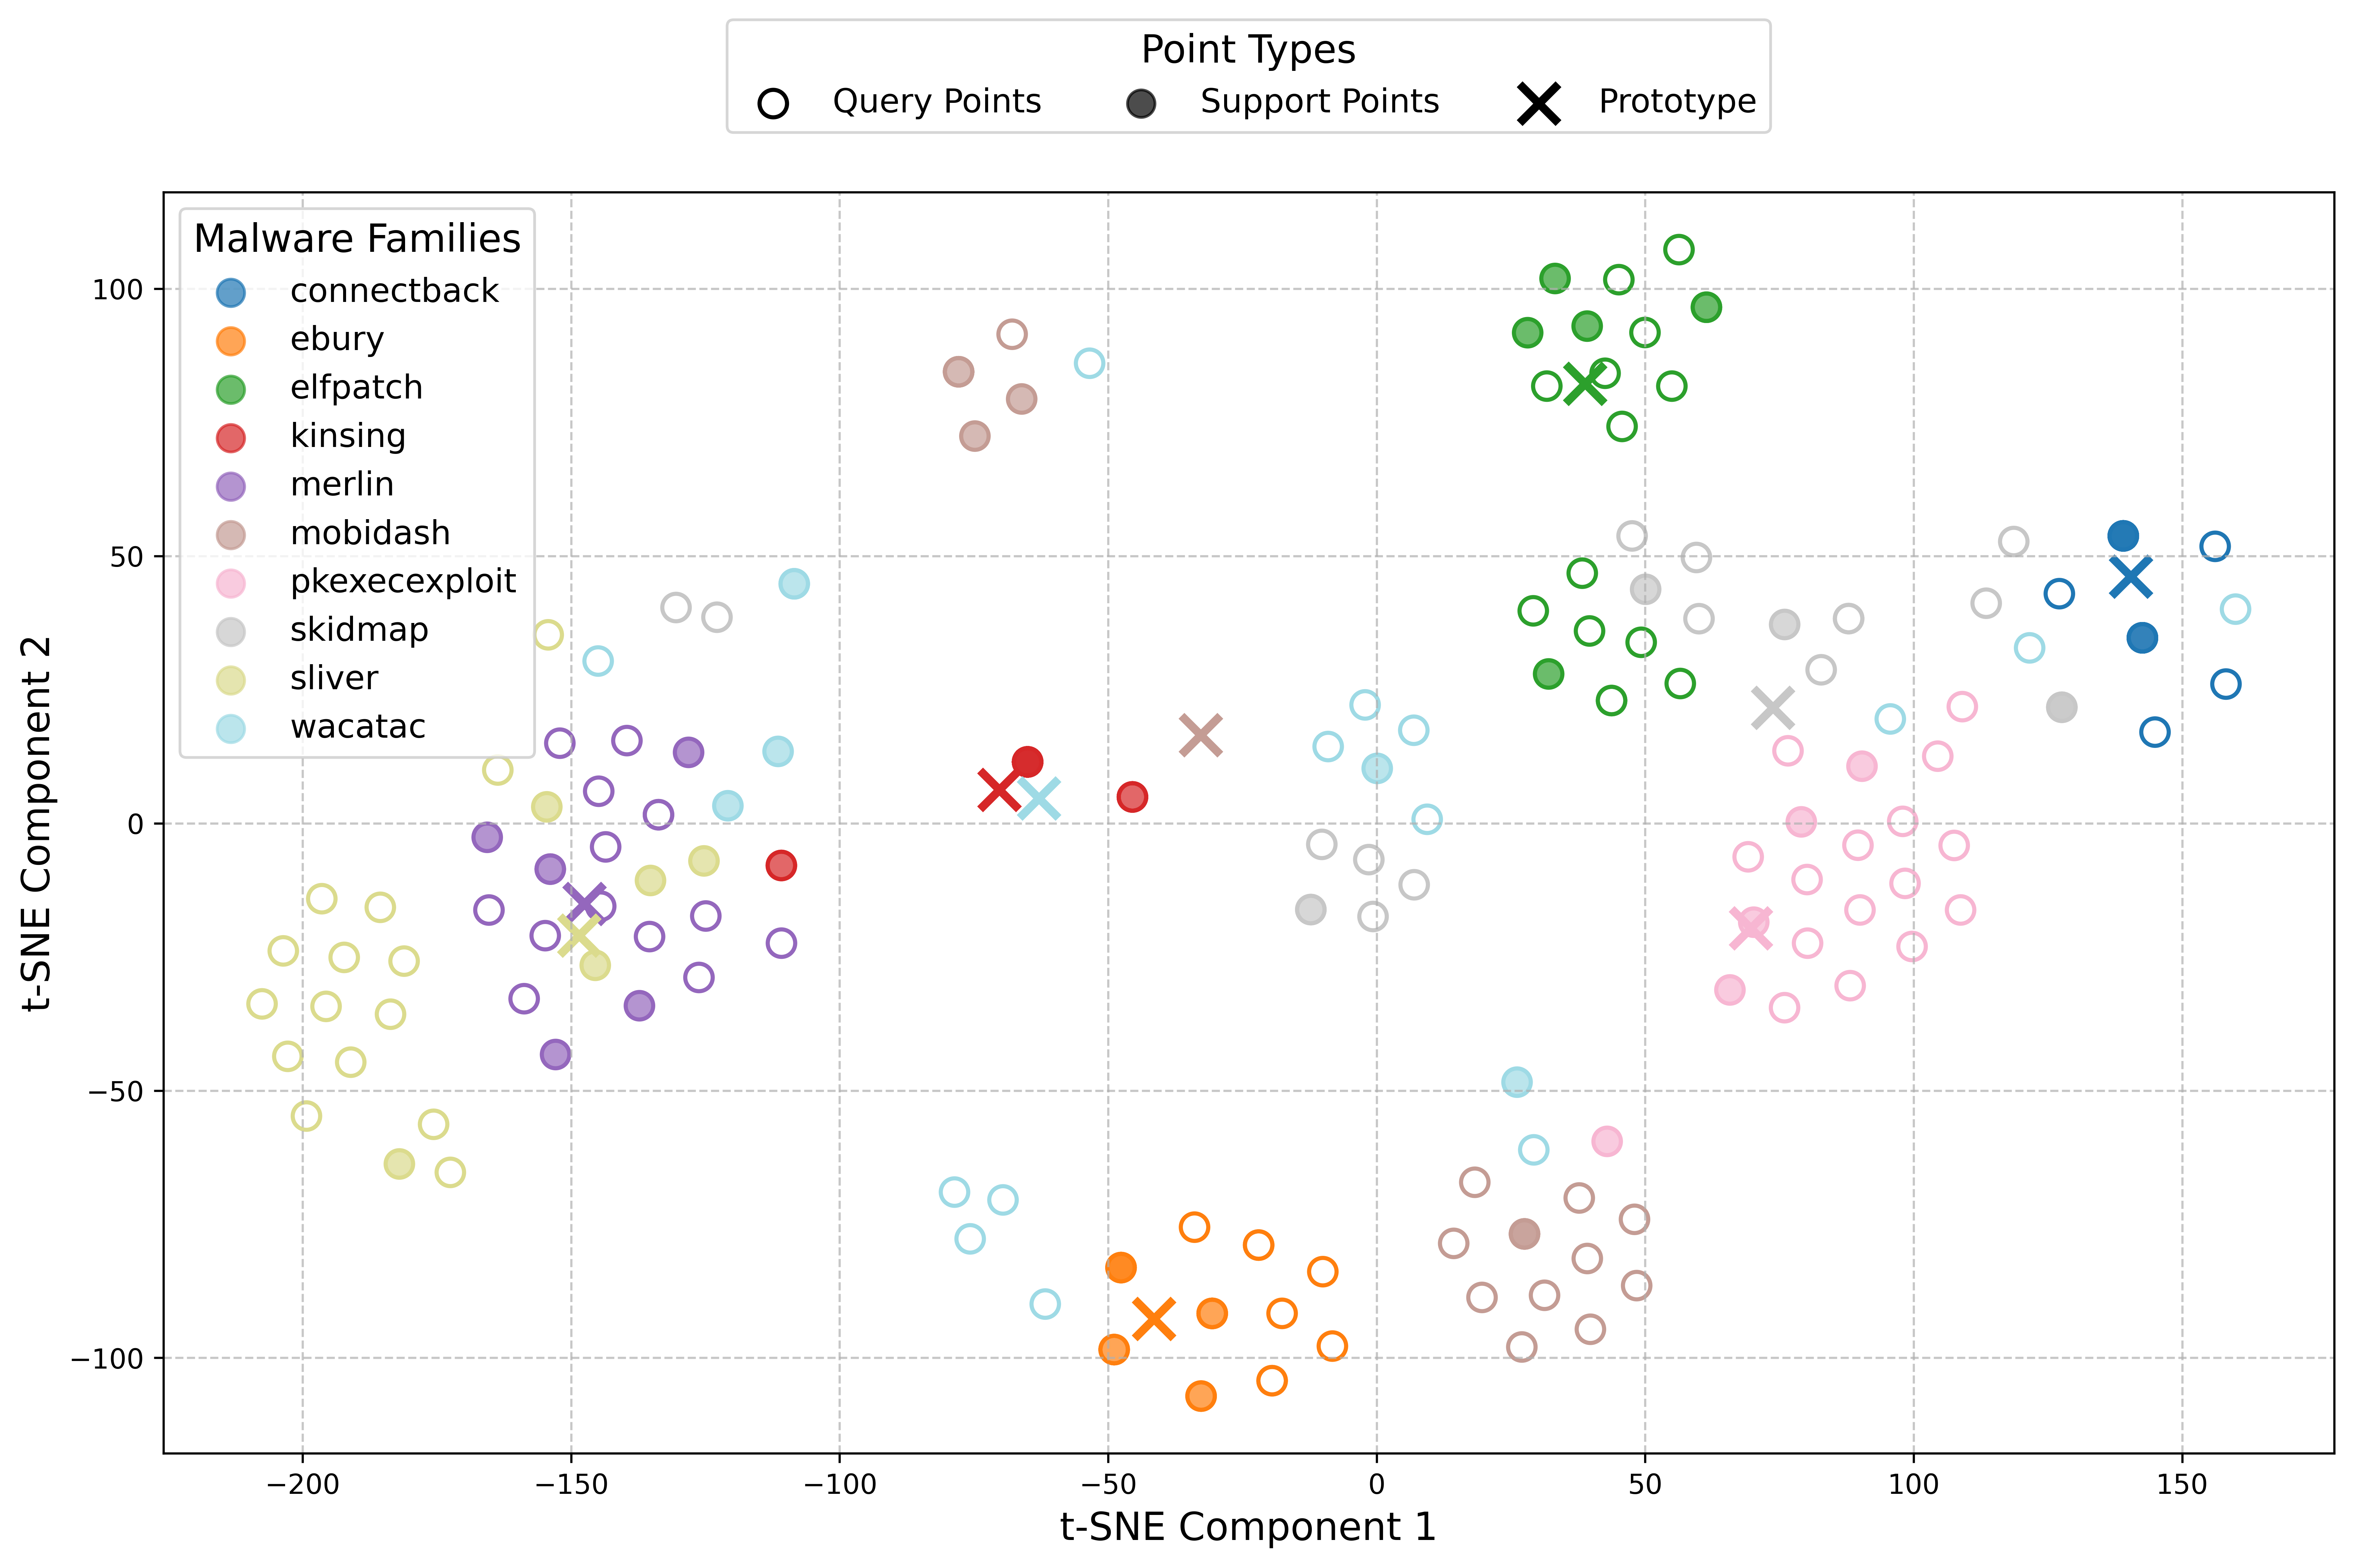 Point Types
Query Points Support Points Prototype
Malware Families
connectback
ebury
elfpatch
kinsing
merlin
mobidash
pkexecexploit
skidmap
sliver
wacatac
100
50
0
−50
−100
t-SNE Component 2
−200 −150 −100 −50 0 50 100 150
t-SNE Component 1